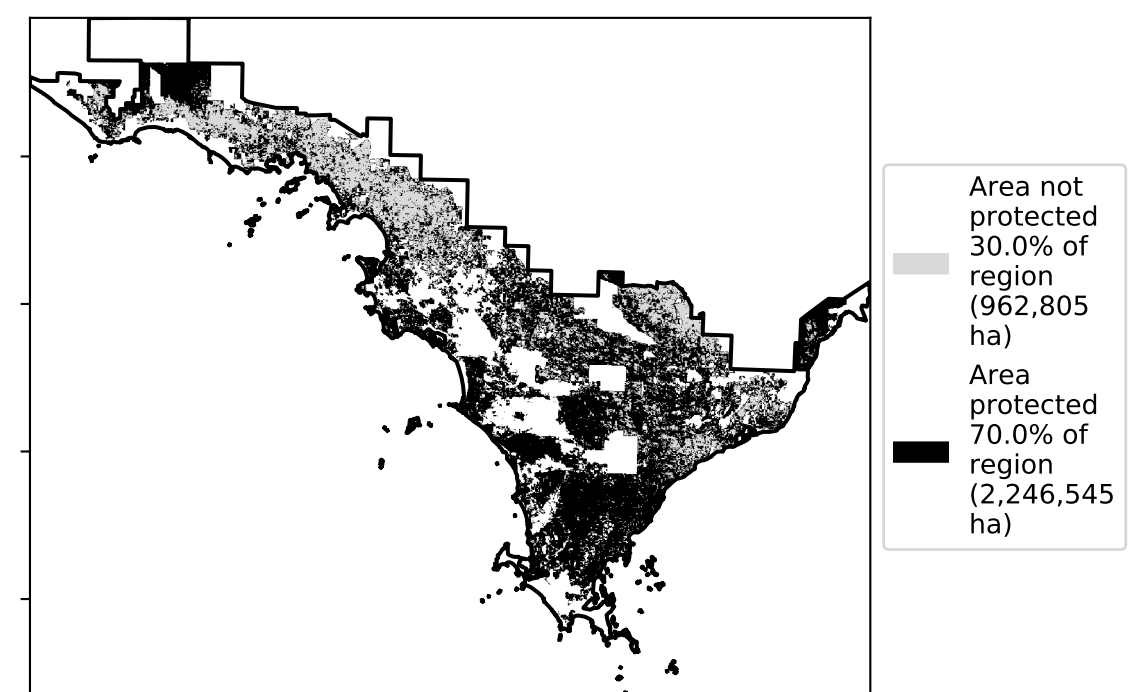 Area not
protected
30.0% of
region
(962,805
ha)
Area
protected
70.0% of
region
(2,246,545
ha)